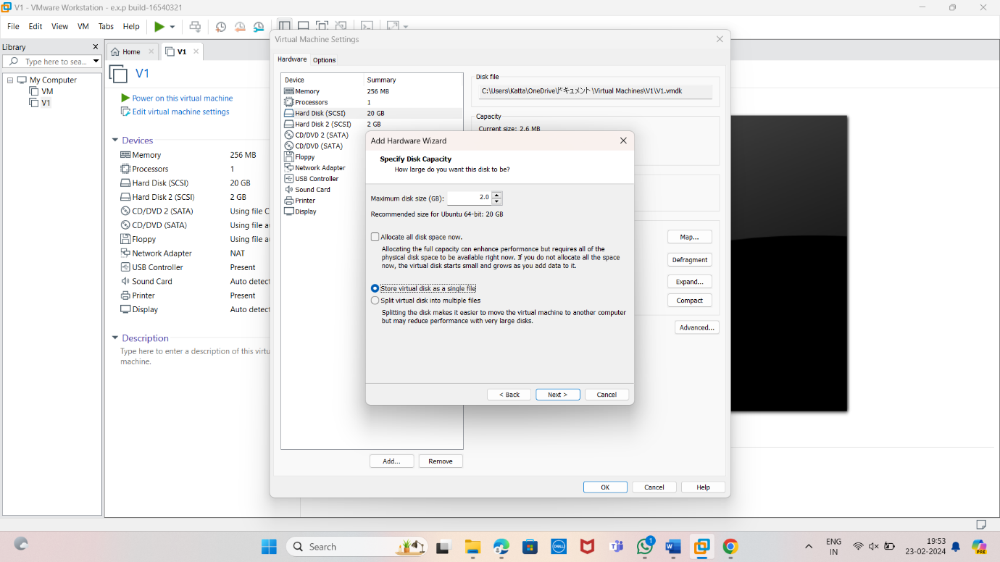 V1 - VMware Workstation - e.x.p build-16540321
File Edit View VM Tabs Help
Library
Type here to sea...
My Computer
VM
V1
Home
V1
V1
Power on this virtual machine
Edit virtual machine settings
Devices
Memory 256 MB
Processors 1
Hard Disk (SCSI) 20 GB
Hard Disk 2 (SCSI) 2 GB
CD/DVD 2 (SATA) Using file C
CD/DVD (SATA) Using file a
Floppy Using file a
Network Adapter NAT
USB Controller Present
Sound Card Auto detect
Printer Present
Display Auto detect
Description
Type here to enter a description of this virtu
machine.
Virtual Machine Settings
Hardware Options
Device Summary
Memory 256 MB
Processors 1
Hard Disk (SCSI) 20 GB
Hard Disk 2 (SCSI) 2 GB
CD/DVD 2 (SATA)
CD/DVD (SATA)
Floppy
Network Adapter
USB Controller
Sound Card
Printer
Display
Disk file
C:\Users\Katta\OneDrive\ドキュメント\Virtual Machines\V1\V1.vmdk
Capacity
Current size: 2.6 MB
Map...
Defragment
Expand...
Compact
Advanced...
Add... Remove
OK Cancel Help
Add Hardware Wizard
Specify Disk Capacity
How large do you want this disk to be?
Maximum disk size (GB): 2.0
Recommended size for Ubuntu 64-bit: 20 GB
Allocate all disk space now.
Allocating the full capacity can enhance performance but requires all of the
physical disk space to be available right now. If you do not allocate all the space
now, the virtual disk starts small and grows as you add data to it.
Store virtual disk as a single file
Split virtual disk into multiple files
Splitting the disk makes it easier to move the virtual machine to another computer
but may reduce performance with very large disks.
< Back Next > Cancel
Search
DELL
1
W
ENG
IN
19:53
23-02-2024
PRE